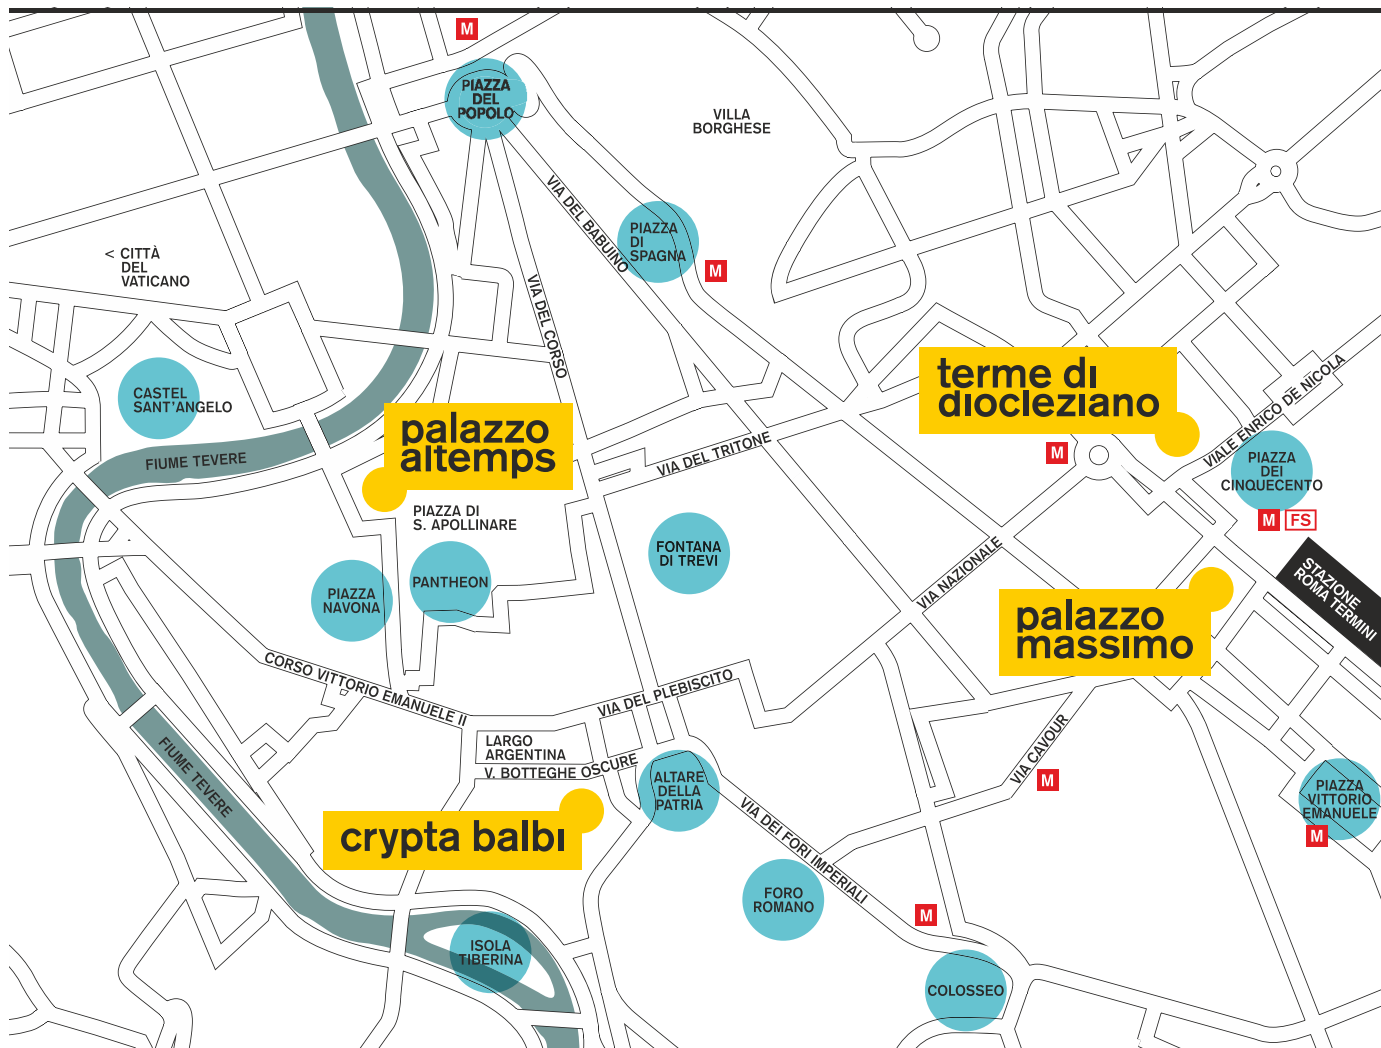 M
PIAZZA
DEL
POPOLO
VILLA
BORGHESE
VIA DEL BABUINO
PIAZZA
DI
SPAGNA
M
< CITTÀ
DEL
VATICANO
VIA DEL CORSO
CASTEL
SANT'ANGELO
terme di
diocleziano
VIALE ENRICO DE NICOLA
palazzo
altemps
FIUME TEVERE
VIA DEL TRITONE
M
PIAZZA
DEI
CINQUECENTO
M
FS
PIAZZA DI
S. APOLLINARE
FONTANA
DI TREVI
VIA NAZIONALE
STAZIONE
ROMA TERMINI
PANTHEON
PIAZZA
NAVONA
palazzo
massimo
CORSO VITTORIO EMANUELE II
VIA DEL PLEBISCITO
LARGO
ARGENTINA
V. BOTTEGHE OSCURE
VIA CAVOUR
M
FIUME TEVERE
ALTARE
DELLA
PATRIA
PIAZZA
VITTORIO
EMANUELE
M
crypta balbi
VIA DEI FORI IMPERIALI
FORO
ROMANO
M
ISOLA
TIBERINA
COLOSSEO